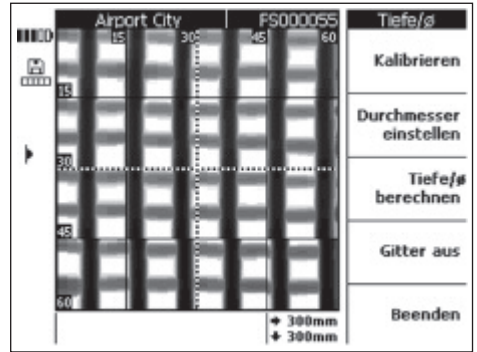 Airport City FS000055 Tiefe/ø
15 30 45 60
Kalibrieren
15
Durchmesser
einstellen
30
Tiefe/ø
berechnen
45
Gitter aus
60
Beenden
300mm
300mm